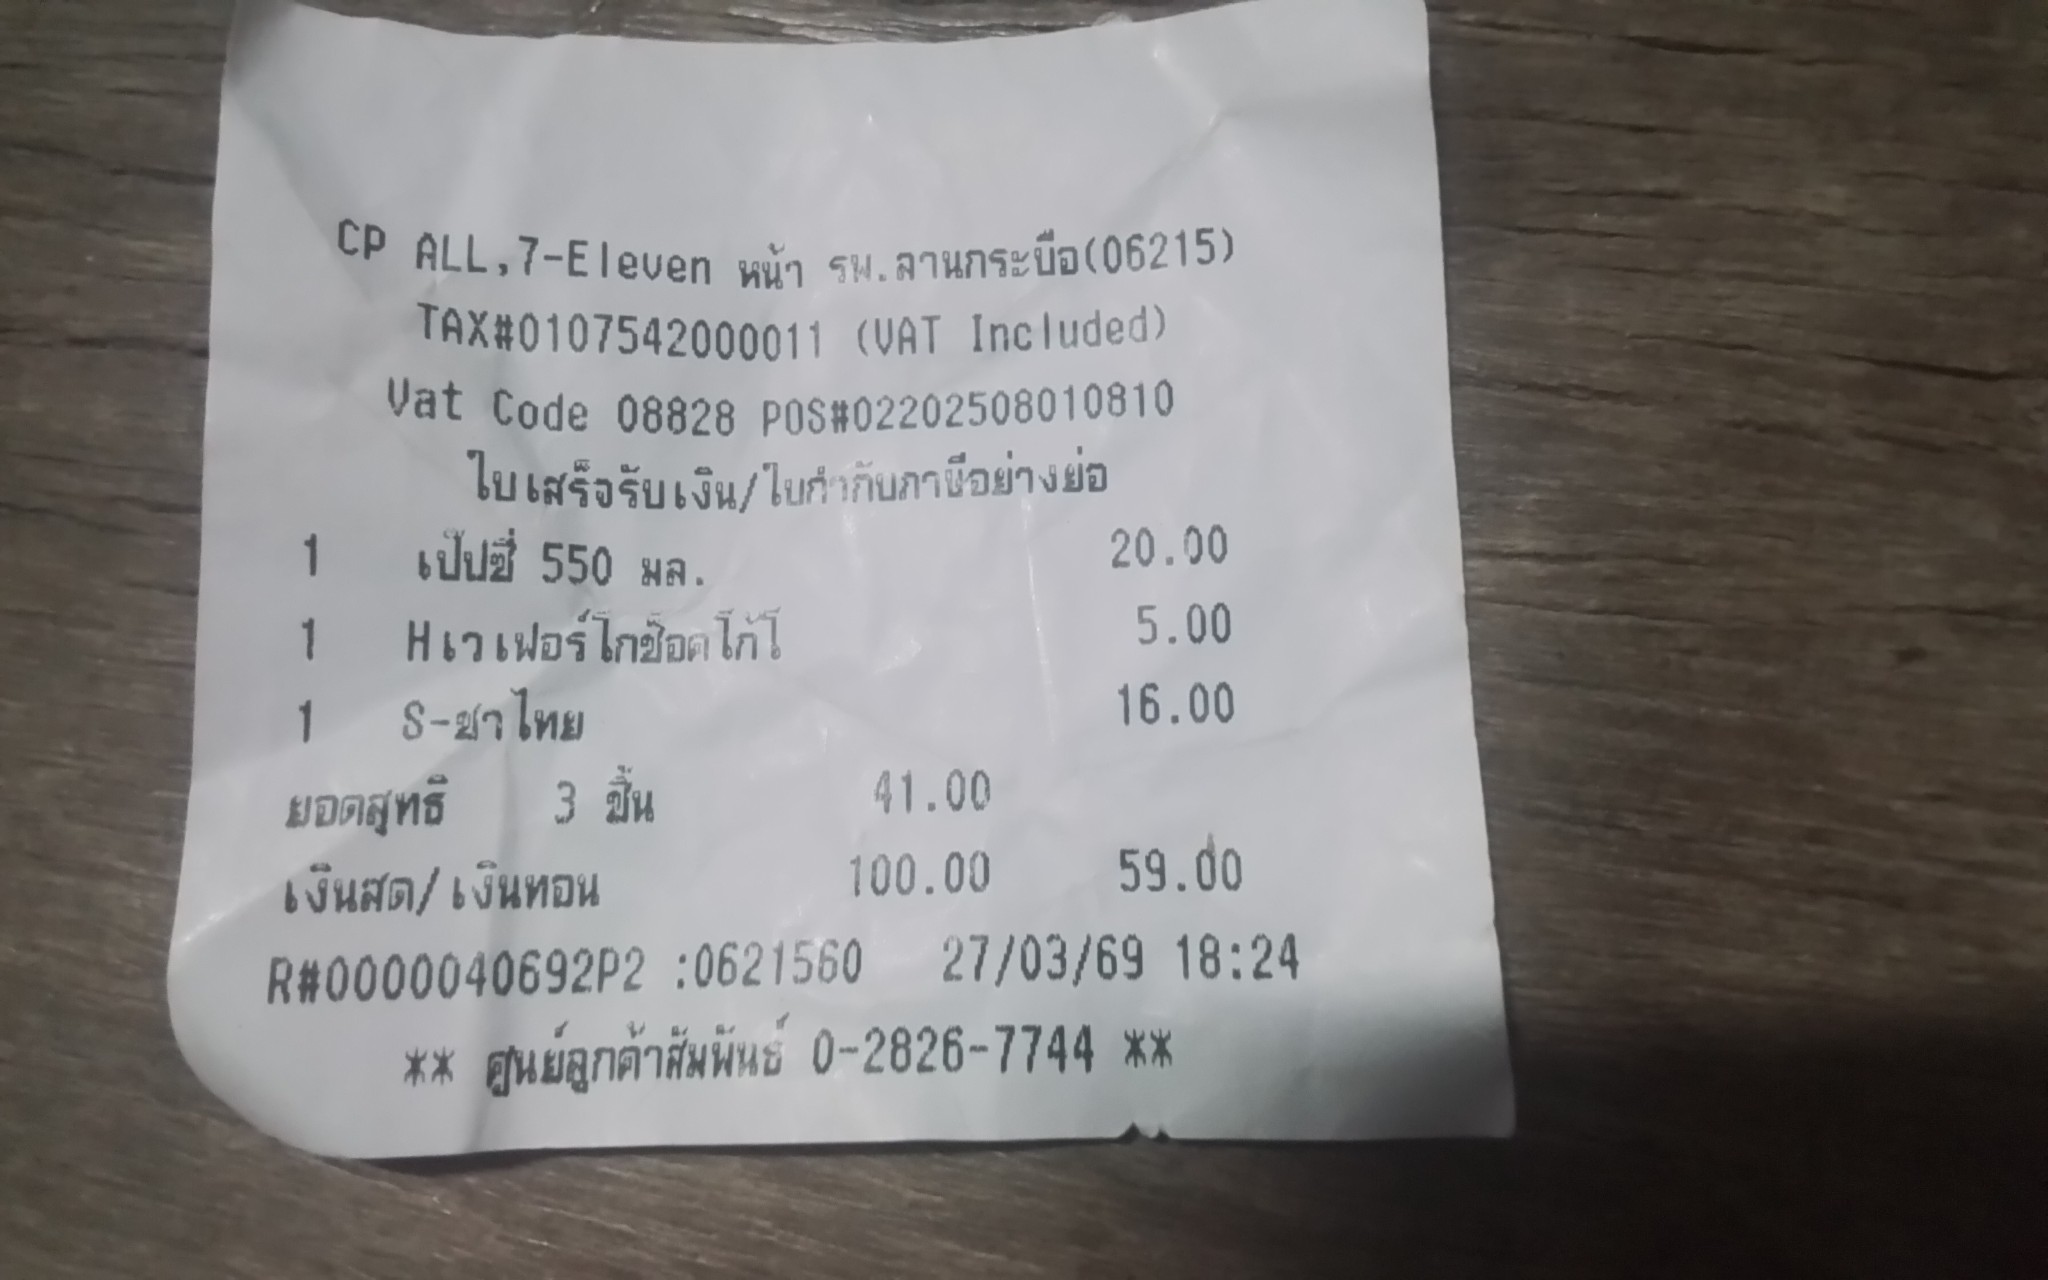 CP ALL,7-Eleven หน้า รพ.ลานกระบือ(06215)
TAX#0107542000011 (VAT Included)
Vat Code 08828 POS#02202508010810
ใบเสร็จรับเงิน/ใบกำกับภาษีอย่างย่อ
1 เป๊ปซี่ 550 มล. 20.00
1 Hเวเฟอร์โกช็อคโก้โ 5.00
1 S-ชาไทย 16.00
ยอดสุทธิ 3 ชิ้น 41.00
เงินสด/เงินทอน 100.00 59.00
R#0000040692P2 :0621560 27/03/69 18:24
** ศูนย์ลูกค้าสัมพันธ์ 0-2826-7744 **